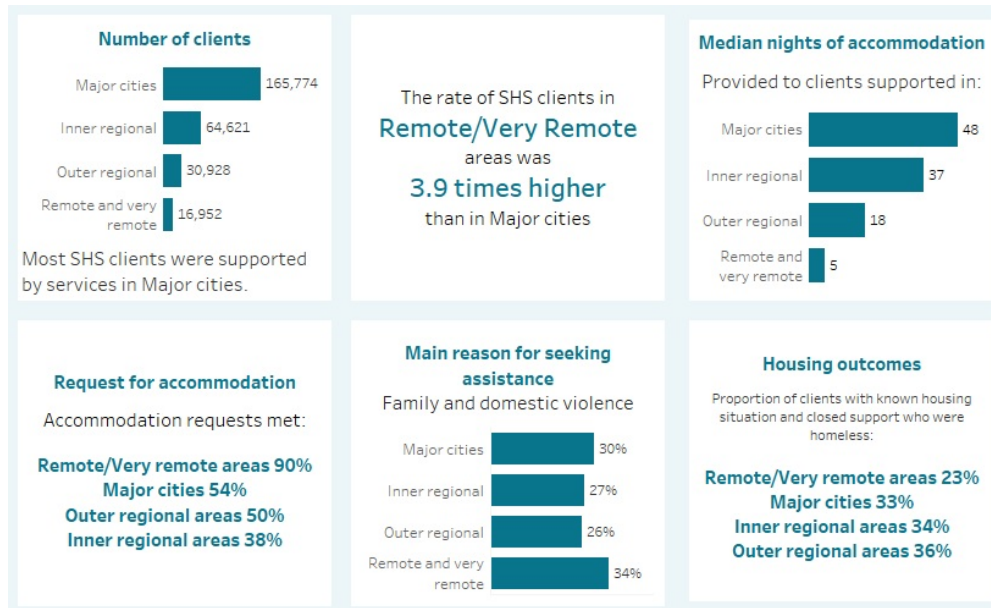 Number of clients
Major cities 165,774
Inner regional 64,621
Outer regional 30,928
Remote and very
remote 16,952
Most SHS clients were supported
by services in Major cities.
The rate of SHS clients in
Remote/Very Remote
areas was
3.9 times higher
than in Major cities
Median nights of accommodation
Provided to clients supported in:
Major cities 48
Inner regional 37
Outer regional 18
Remote and
very remote 5
Request for accommodation
Accommodation requests met:
Remote/Very remote areas 90%
Major cities 54%
Outer regional areas 50%
Inner regional areas 38%
Main reason for seeking
assistance
Family and domestic violence
Major cities 30%
Inner regional 27%
Outer regional 26%
Remote and very
remote 34%
Housing outcomes
Proportion of clients with known housing
situation and closed support who were
homeless:
Remote/Very remote areas 23%
Major cities 33%
Inner regional areas 34%
Outer regional areas 36%